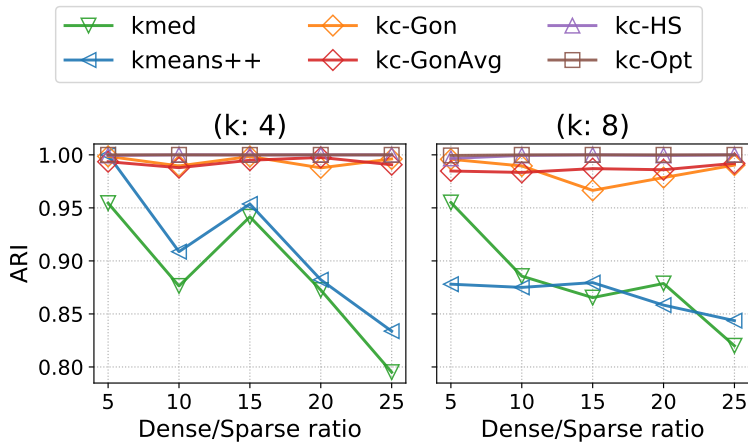 kmed kc-Gon kc-HS
kmeans++ kc-GonAvg kc-Opt
(k: 4) (k: 8)
1.00
0.95
0.90
0.85
0.80
ARI
5 10 15 20 25 5 10 15 20 25
Dense/Sparse ratio Dense/Sparse ratio